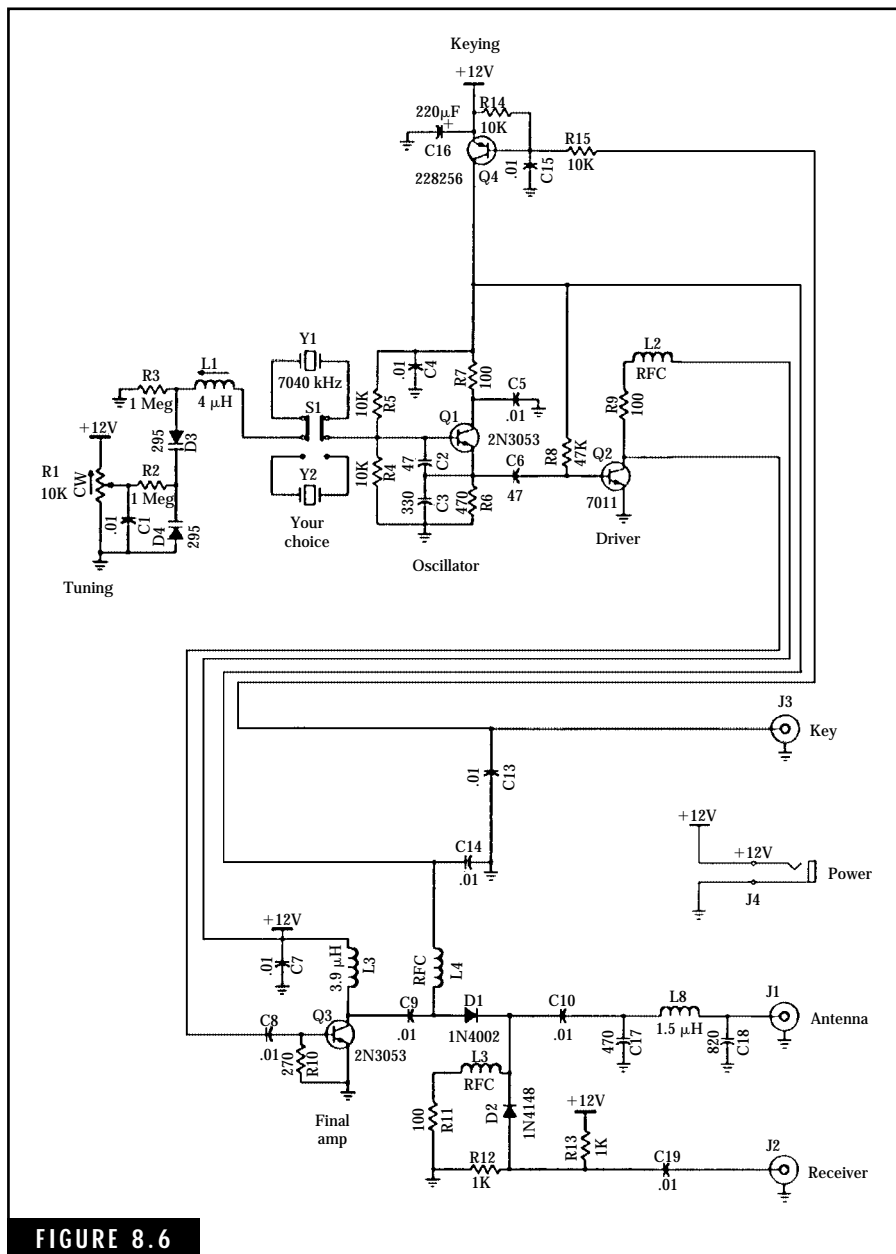 Keying
+12V
R14
10K
220µF
+
C16
R15
10K
.01
C15
Q4
228256
Y1
7040 kHz
L1
4 µH
R3
1 Meg
+12V
295
D3
R1
10K
CW
R2
1 Meg
.01
C1
D4
295
Tuning
S1
Y2
Your
choice
10K
R5
10K
R4
.01
C4
R7
100
C5
.01
Q1
2N3053
47
C2
330
C3
470
R6
C6
47
Oscillator
R8
47K
L2
RFC
R9
100
Q2
7011
Driver
J3
Key
.01
C13
C14
.01
+12V
+12V
J4
Power
+12V
.01
C7
3.9 µH
L3
RFC
L4
C8
.01
Q3
2N3053
270
R10
Final
amp
C9
.01
D1
1N4002
C10
.01
L8
1.5 µH
J1
Antenna
470
C17
820
C18
L3
RFC
100
R11
D2
1N4148
+12V
R13
1K
R12
1K
C19
.01
J2
Receiver
FIGURE 8.6